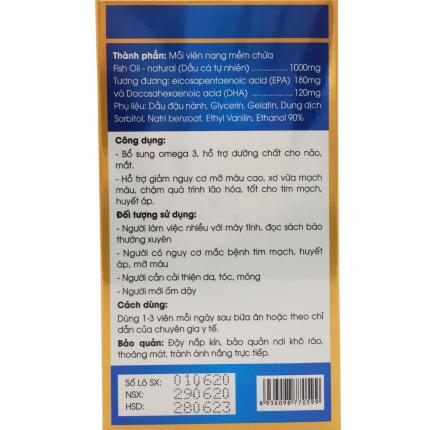 Thành phần: Mỗi viên nang mềm chứa
Fish Oil - natural (Dầu cá tự nhiên) .................. 1000mg
Tương đương: eicosapentaenoic acid (EPA) 180mg
và Docosahexaenoic acid (DHA) ................ 120mg
Phụ liệu: Dầu đậu nành, Glycerin, Gelatin, Dung dịch
Sorbitol, Natri benzoat, Ethyl Vanilin, Ethanol 90%
Công dụng:
- Bổ sung omega 3, hỗ trợ dưỡng chất cho não,
mắt.
- Hỗ trợ giảm nguy cơ mỡ máu cao, xơ vữa mạch
máu, chậm quá trình lão hóa, tốt cho tim mạch,
huyết áp.
Đối tượng sử dụng:
- Người làm việc nhiều với máy tính, đọc sách báo
thường xuyên
- Người có nguy cơ mắc bệnh tim mạch, huyết
áp, mỡ máu
- Người cần cải thiện da, tóc, móng
- Người mới ốm dậy
Cách dùng:
Dùng 1-3 viên mỗi ngày sau bữa ăn hoặc theo chỉ
dẫn của chuyên gia y tế.
Bảo quản: Đậy nắp kín, bảo quản nơi khô ráo,
thoáng mát, tránh ánh nắng trực tiếp.
Số Lô SX: 010620
NSX: 290620
HSD: 280623
8 936098 770599